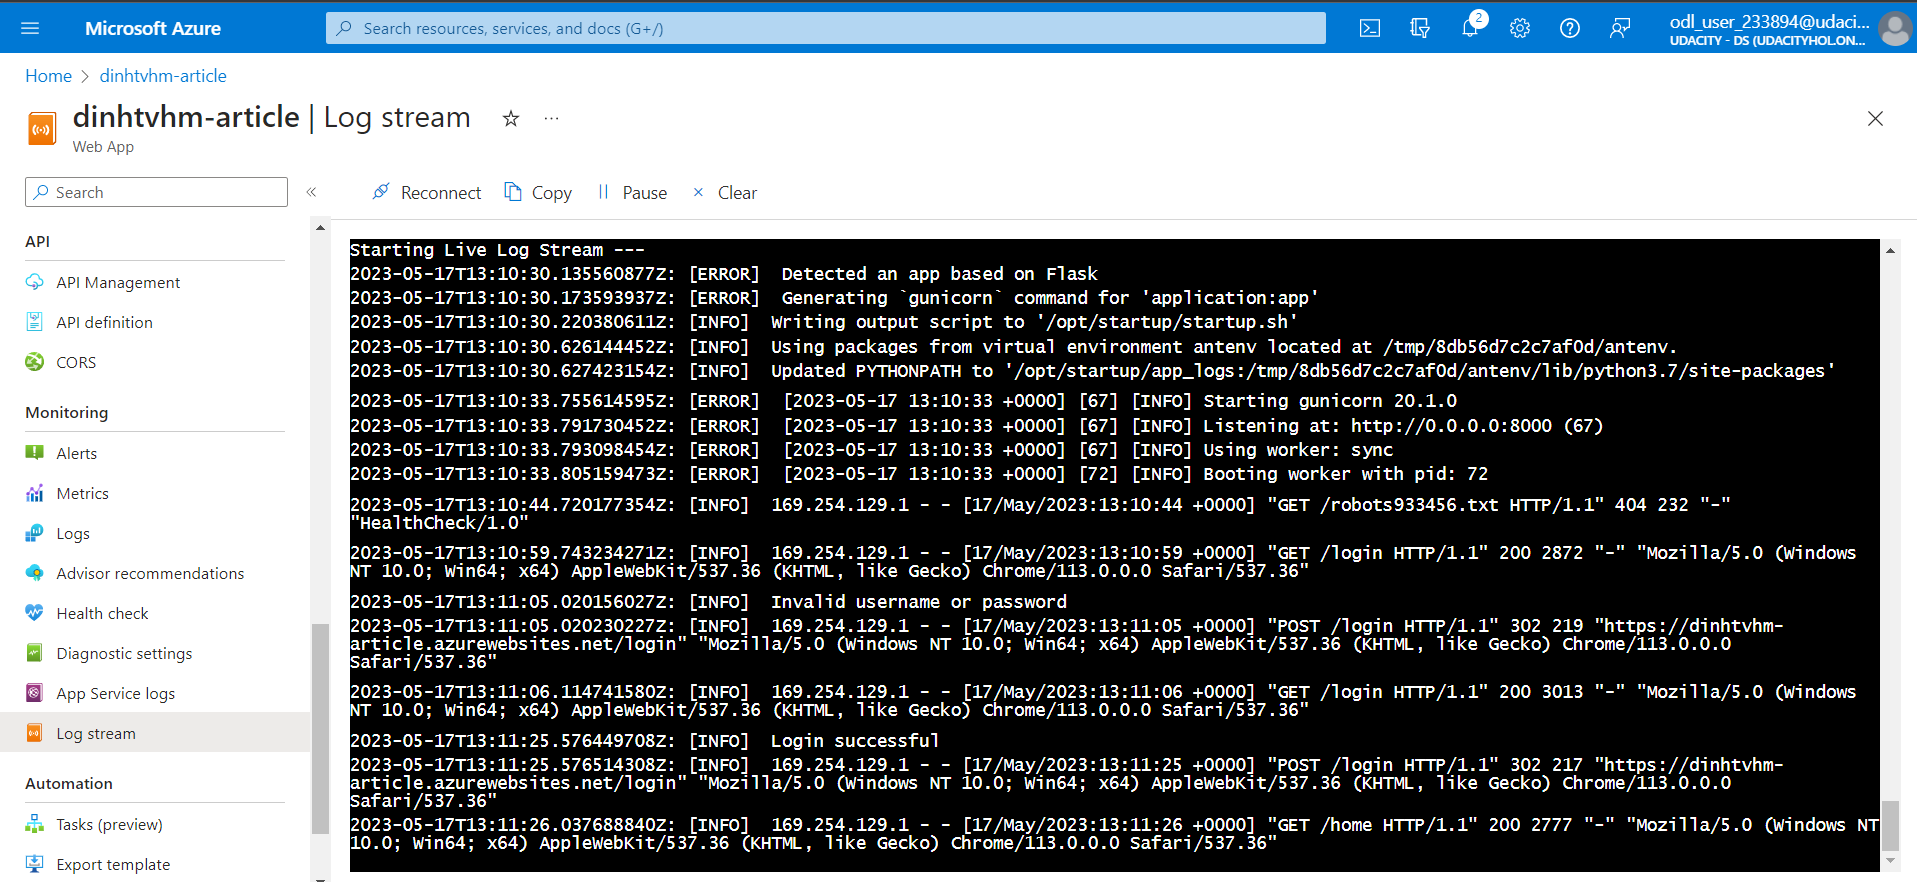 Microsoft Azure
Search resources, services, and docs (G+/)
2
odl_user_233894@udaci...
UDACITY - DS (UDACITYHOL.ON...
Home > dinhtvhm-article
dinhtvhm-article | Log stream
Web App
Search
Reconnect Copy Pause Clear
API
API Management
API definition
CORS
Monitoring
Alerts
Metrics
Logs
Advisor recommendations
Health check
Diagnostic settings
App Service logs
Log stream
Automation
Tasks (preview)
Export template
Starting Live Log Stream ---
2023-05-17T13:10:30.135560877Z: [ERROR]  Detected an app based on Flask
2023-05-17T13:10:30.173593937Z: [ERROR]  Generating `gunicorn` command for 'application:app'
2023-05-17T13:10:30.220380611Z: [INFO]  Writing output script to '/opt/startup/startup.sh'
2023-05-17T13:10:30.626144452Z: [INFO]  Using packages from virtual environment antenv located at /tmp/8db56d7c2c7af0d/antenv.
2023-05-17T13:10:30.627423154Z: [INFO]  Updated PYTHONPATH to '/opt/startup/app_logs:/tmp/8db56d7c2c7af0d/antenv/lib/python3.7/site-packages'
2023-05-17T13:10:33.755614595Z: [ERROR]  [2023-05-17 13:10:33 +0000] [67] [INFO] Starting gunicorn 20.1.0
2023-05-17T13:10:33.791730452Z: [ERROR]  [2023-05-17 13:10:33 +0000] [67] [INFO] Listening at: http://0.0.0.0:8000 (67)
2023-05-17T13:10:33.793098454Z: [ERROR]  [2023-05-17 13:10:33 +0000] [67] [INFO] Using worker: sync
2023-05-17T13:10:33.805159473Z: [ERROR]  [2023-05-17 13:10:33 +0000] [72] [INFO] Booting worker with pid: 72
2023-05-17T13:10:44.720177354Z: [INFO]  169.254.129.1 - - [17/May/2023:13:10:44 +0000] "GET /robots933456.txt HTTP/1.1" 404 232 "-"
"HealthCheck/1.0"
2023-05-17T13:10:59.743234271Z: [INFO]  169.254.129.1 - - [17/May/2023:13:10:59 +0000] "GET /login HTTP/1.1" 200 2872 "-" "Mozilla/5.0 (Windows
NT 10.0; Win64; x64) AppleWebKit/537.36 (KHTML, like Gecko) Chrome/113.0.0.0 Safari/537.36"
2023-05-17T13:11:05.020156027Z: [INFO]  Invalid username or password
2023-05-17T13:11:05.020230227Z: [INFO]  169.254.129.1 - - [17/May/2023:13:11:05 +0000] "POST /login HTTP/1.1" 302 219 "https://dinhtvhm-
article.azurewebsites.net/login" "Mozilla/5.0 (Windows NT 10.0; Win64; x64) AppleWebKit/537.36 (KHTML, like Gecko) Chrome/113.0.0.0
Safari/537.36"
2023-05-17T13:11:06.114741580Z: [INFO]  169.254.129.1 - - [17/May/2023:13:11:06 +0000] "GET /login HTTP/1.1" 200 3013 "-" "Mozilla/5.0 (Windows
NT 10.0; Win64; x64) AppleWebKit/537.36 (KHTML, like Gecko) Chrome/113.0.0.0 Safari/537.36"
2023-05-17T13:11:25.576449708Z: [INFO]  Login successful
2023-05-17T13:11:25.576514308Z: [INFO]  169.254.129.1 - - [17/May/2023:13:11:25 +0000] "POST /login HTTP/1.1" 302 217 "https://dinhtvhm-
article.azurewebsites.net/login" "Mozilla/5.0 (Windows NT 10.0; Win64; x64) AppleWebKit/537.36 (KHTML, like Gecko) Chrome/113.0.0.0
Safari/537.36"
2023-05-17T13:11:26.037688840Z: [INFO]  169.254.129.1 - - [17/May/2023:13:11:26 +0000] "GET /home HTTP/1.1" 200 2777 "-" "Mozilla/5.0 (Windows NT
10.0; Win64; x64) AppleWebKit/537.36 (KHTML, like Gecko) Chrome/113.0.0.0 Safari/537.36"